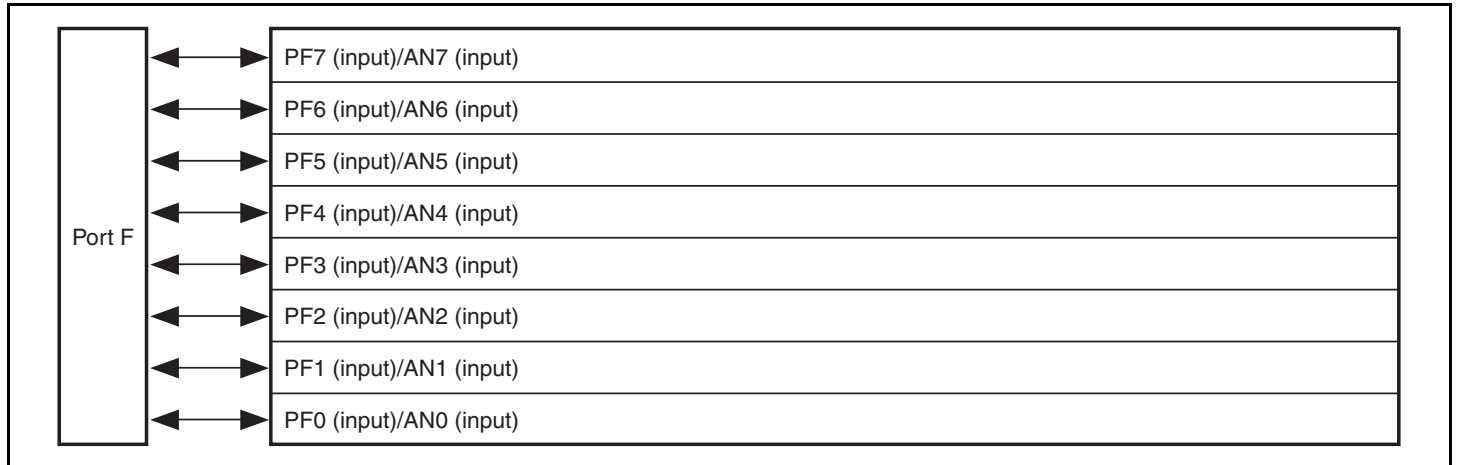 PF7 (input)/AN7 (input)
PF6 (input)/AN6 (input)
PF5 (input)/AN5 (input)
PF4 (input)/AN4 (input)
Port F
PF3 (input)/AN3 (input)
PF2 (input)/AN2 (input)
PF1 (input)/AN1 (input)
PF0 (input)/AN0 (input)